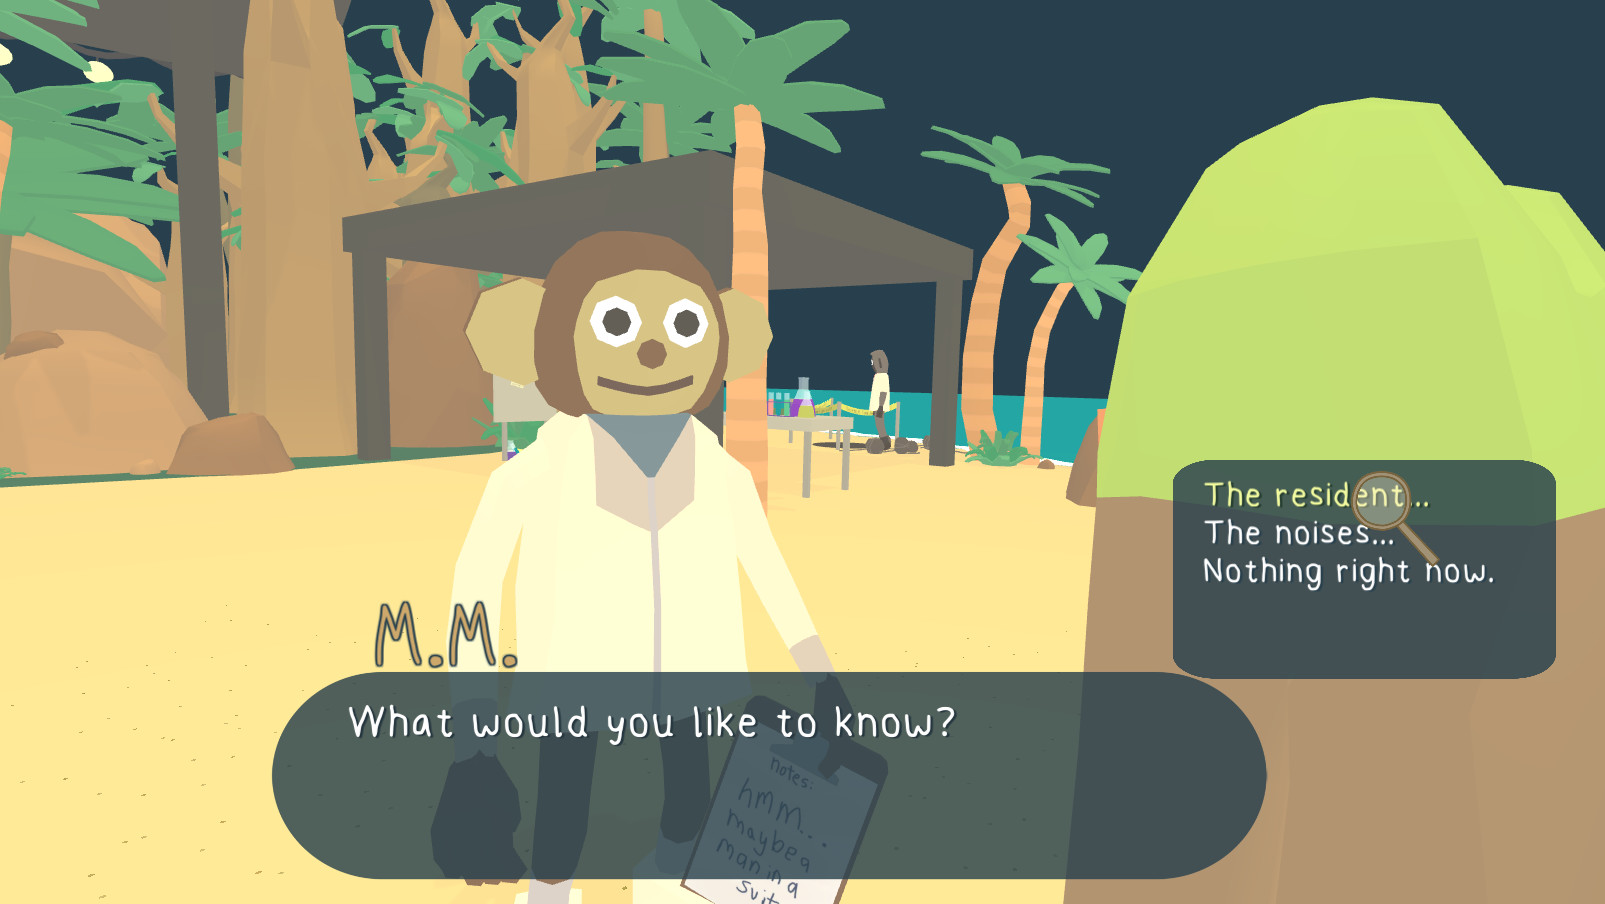 The resident...
The noises...
Nothing right now.
M.M.
What would you like to know?
notes:
hmm...
maybe a
man in a
suit